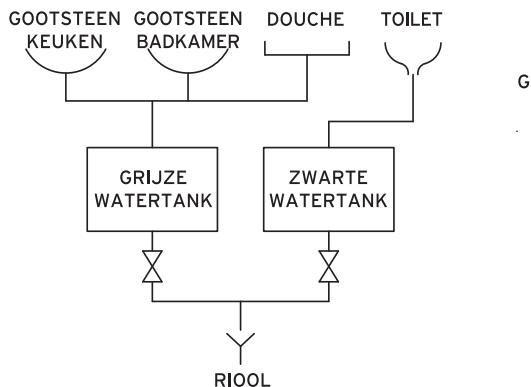 GOOTSTEEN
KEUKEN
GOOTSTEEN
BADKAMER
DOUCHE
TOILET
G
GRIJZE
WATERTANK
ZWARTE
WATERTANK
RIOOL